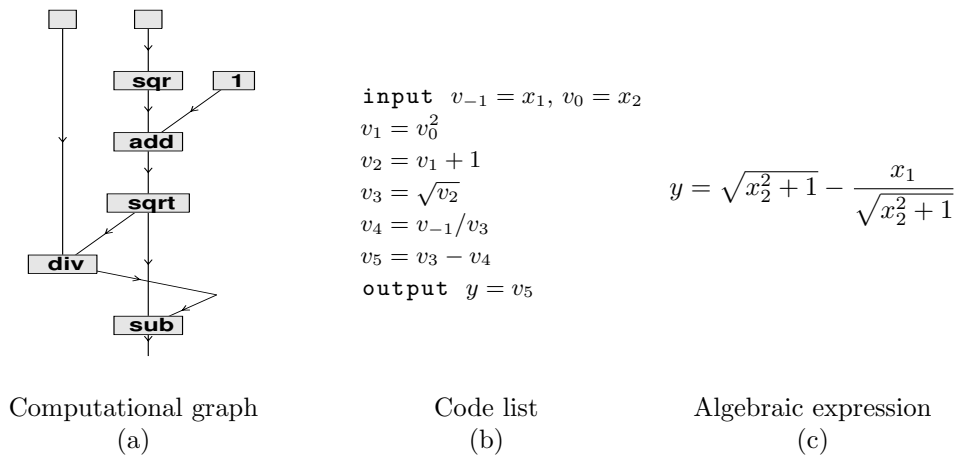 sqr
1
add
sqrt
div
sub
Computational graph
(a)
input v₋₁ = x₁, v₀ = x₂
v₁ = v₀²
v₂ = v₁ + 1
v₃ = √v₂
v₄ = v₋₁/v₃
v₅ = v₃ − v₄
output y = v₅
Code list
(b)
y = √(x₂² + 1) − x₁/√(x₂² + 1)
Algebraic expression
(c)